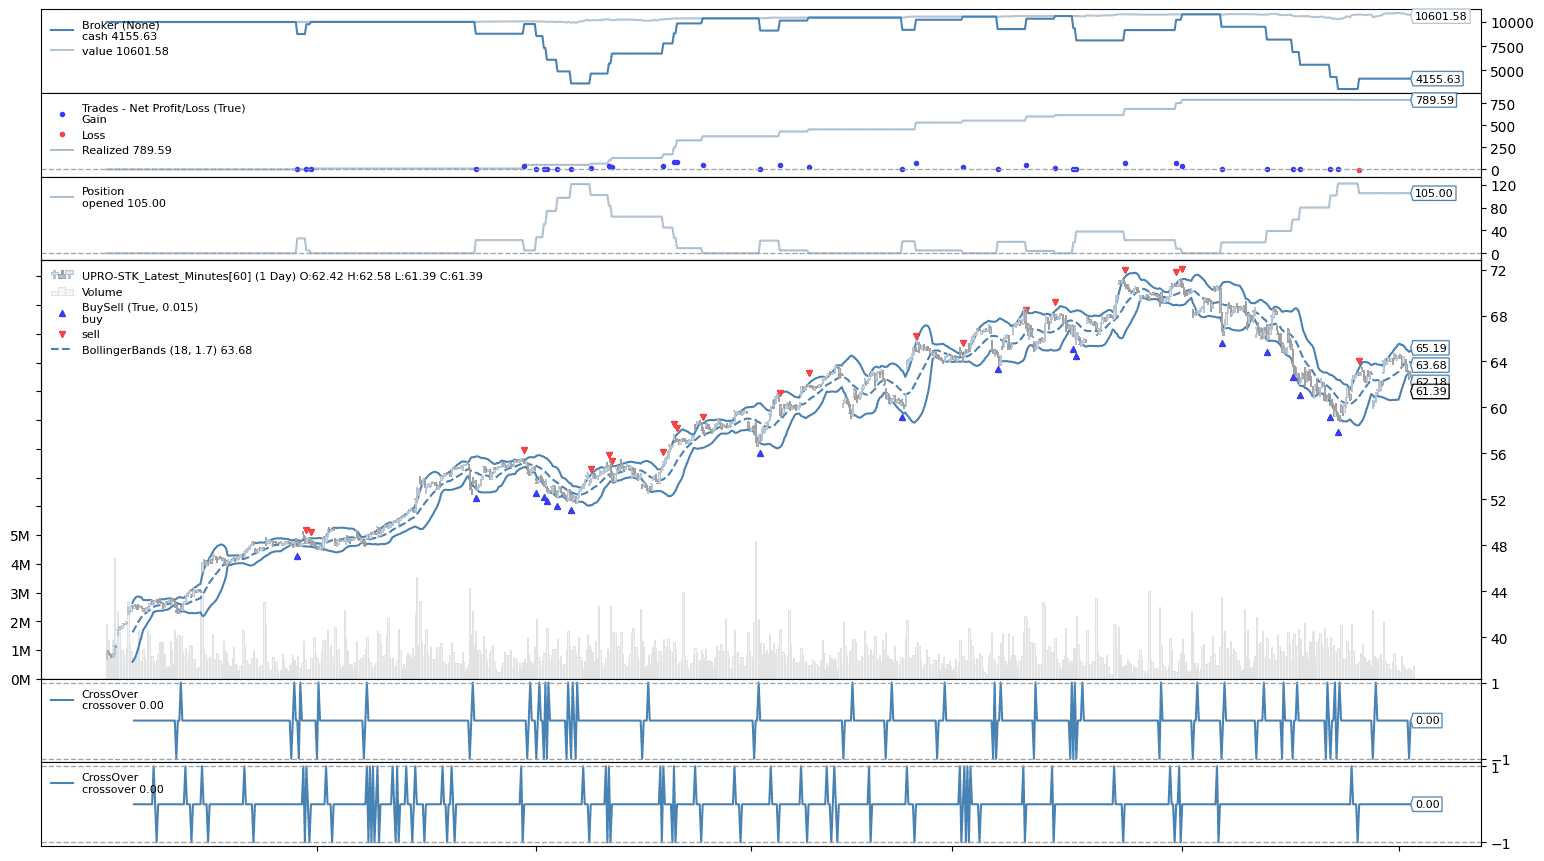 Broker (None)
cash 4155.63
value 10601.58
10601.58
10000
7500
5000
4155.63
Trades - Net Profit/Loss (True)
Gain
Loss
Realized 789.59
789.59
750
500
250
0
Position
opened 105.00
120
105.00
80
40
0
UPRO-STK_Latest_Minutes[60] (1 Day) O:62.42 H:62.58 L:61.39 C:61.39
Volume
BuySell (True, 0.015)
buy
sell
BollingerBands (18, 1.7) 63.68
72
68
65.19
64
63.68
62.18
61.39
60
56
52
48
44
40
5M
4M
3M
2M
1M
0M
CrossOver
crossover 0.00
1
0.00
−1
CrossOver
crossover 0.00
1
0.00
−1